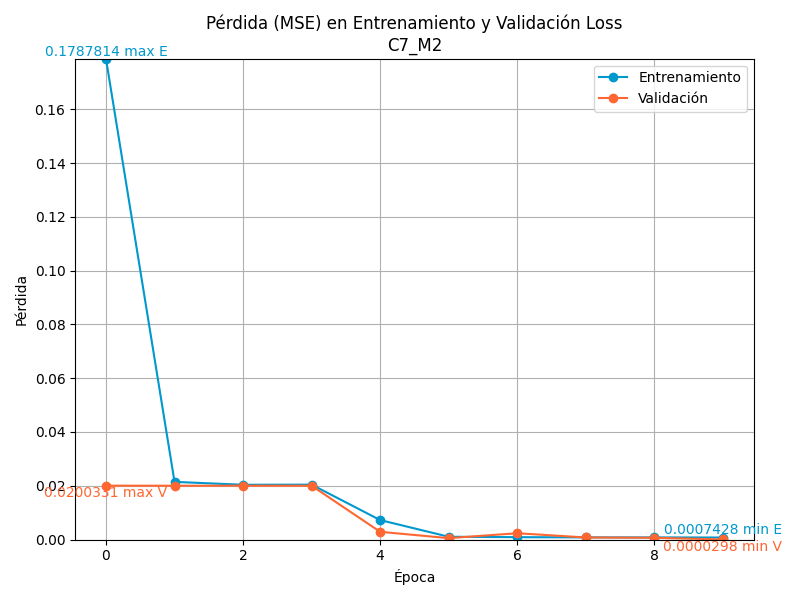 Pérdida (MSE) en Entrenamiento y Validación Loss
C7_M2
0.1787814 max E
Entrenamiento
Validación
0.16
0.14
0.12
0.10
0.08
0.06
0.04
0.02
0.00
Pérdida
0.0200331 max V
0.0007428 min E
0.0000298 min V
0
2
4
6
8
Época